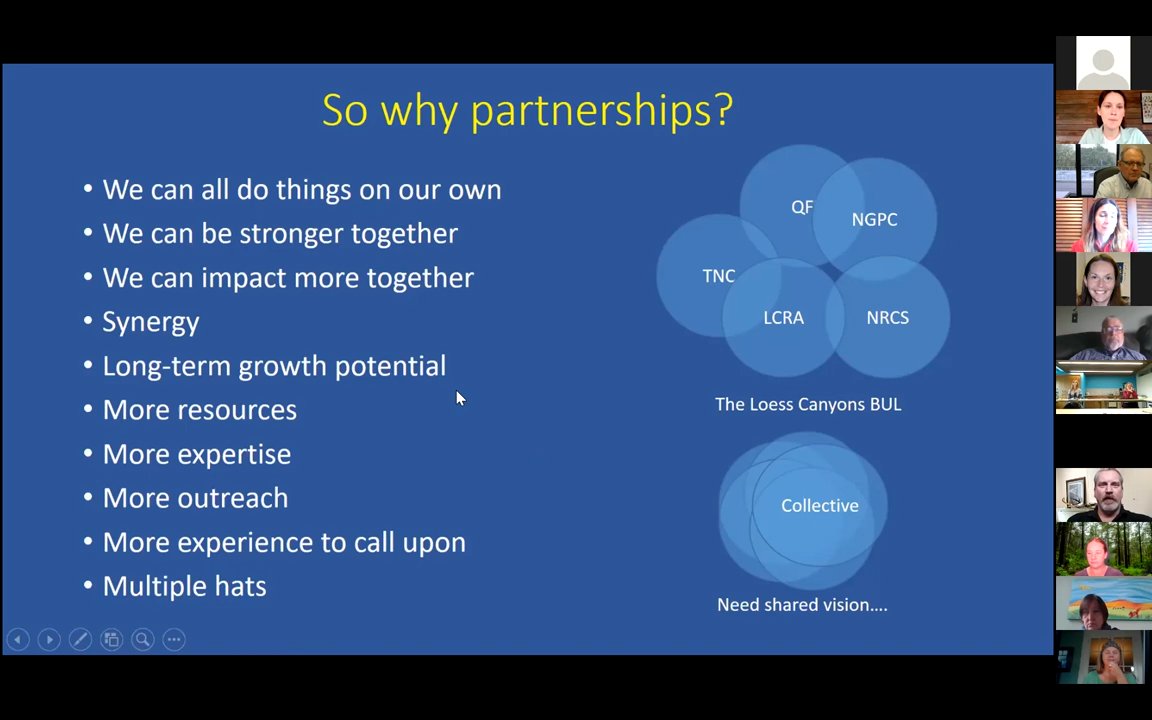 So why partnerships?
• We can all do things on our own
• We can be stronger together
• We can impact more together
• Synergy
• Long-term growth potential
• More resources
• More expertise
• More outreach
• More experience to call upon
• Multiple hats
QF
NGPC
TNC
LCRA
NRCS
The Loess Canyons BUL
Collective
Need shared vision....